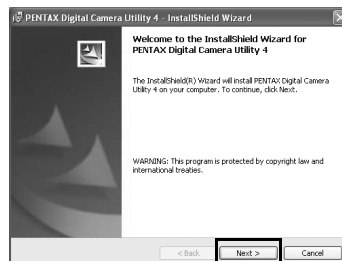 PENTAX Digital Camera Utility 4 - InstallShield Wizard
Welcome to the InstallShield Wizard for
PENTAX Digital Camera Utility 4
The InstallShield(R) Wizard will install PENTAX Digital Camera
Utility 4 on your computer. To continue, click Next.
WARNING: This program is protected by copyright law and
international treaties.
< Back
Next >
Cancel